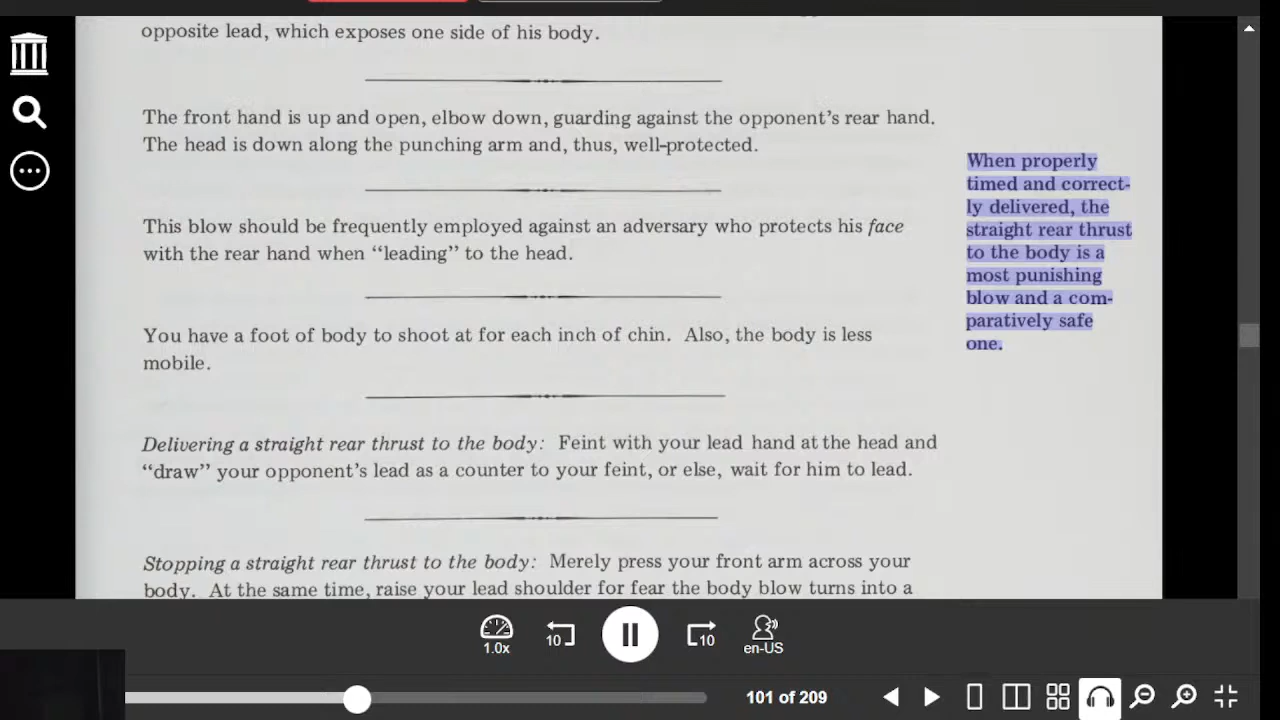 opposite lead, which exposes one side of his body.
The front hand is up and open, elbow down, guarding against the opponent's rear hand.
The head is down along the punching arm and, thus, well-protected.
This blow should be frequently employed against an adversary who protects his face
with the rear hand when “leading” to the head.
You have a foot of body to shoot at for each inch of chin. Also, the body is less
mobile.
Delivering a straight rear thrust to the body: Feint with your lead hand at the head and
“draw” your opponent's lead as a counter to your feint, or else, wait for him to lead.
Stopping a straight rear thrust to the body: Merely press your front arm across your
body. At the same time, raise your lead shoulder for fear the body blow turns into a
When properly
timed and correct-
ly delivered, the
straight rear thrust
to the body is a
most punishing
blow and a com-
paratively safe
one.
1.0x
10
10
en-US
101 of 209